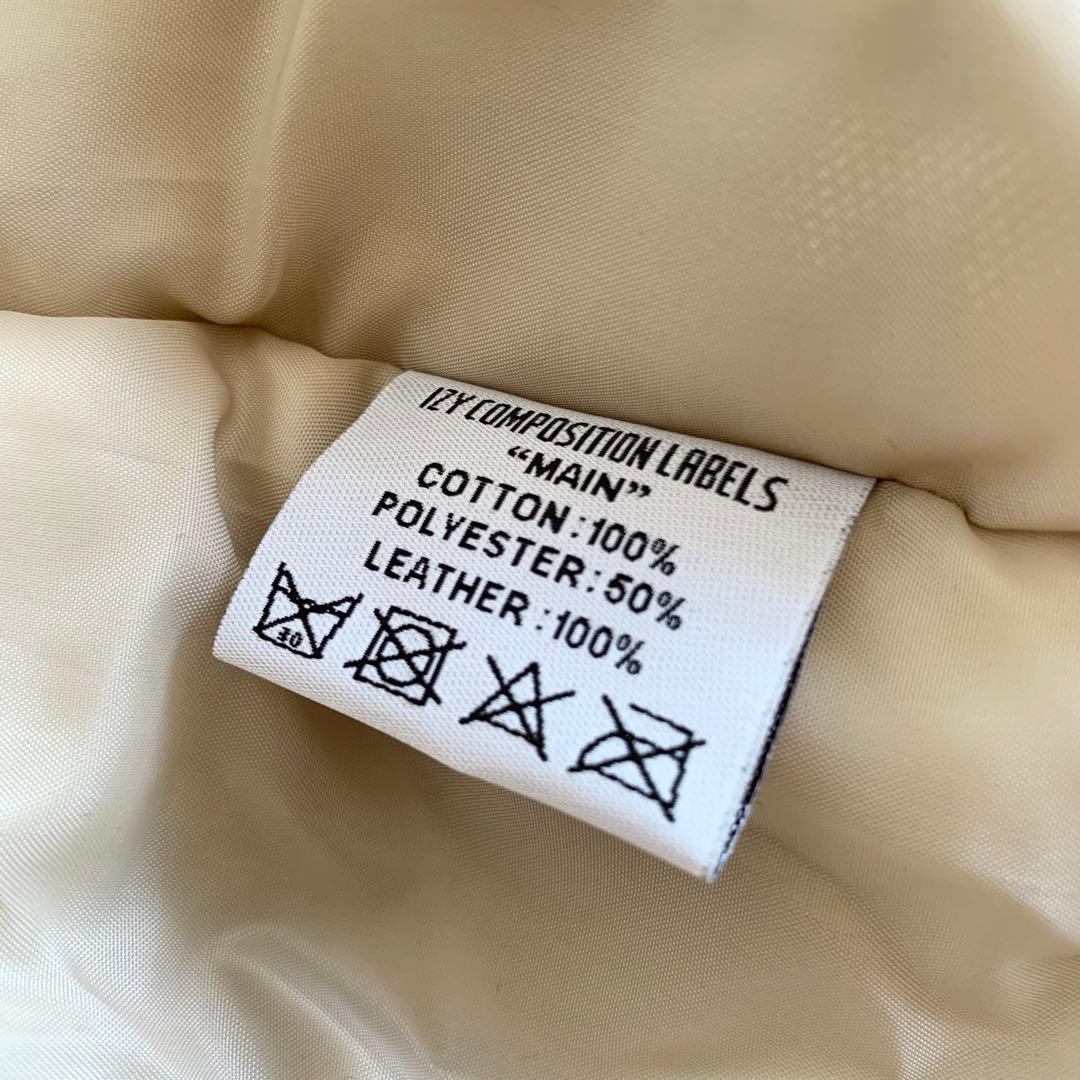 IZY COMPOSITION LABELS
“MAIN”
COTTON:100%
POLYESTER:50%
LEATHER:100%
30